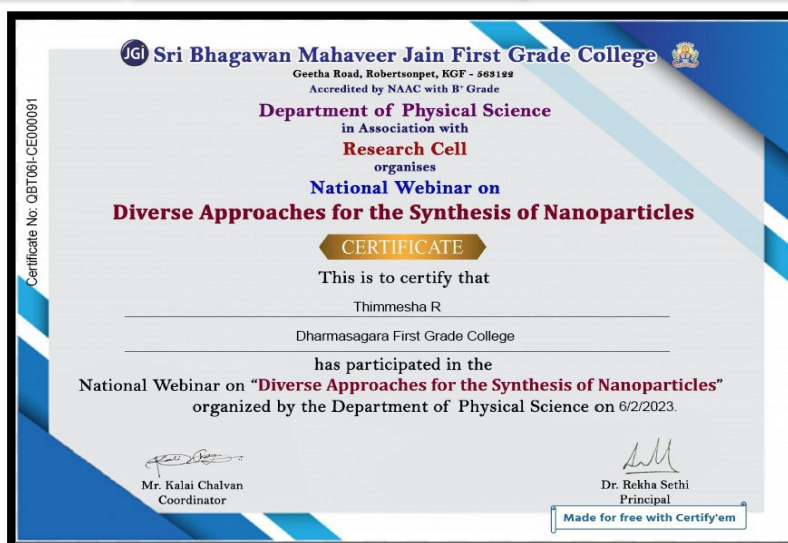 JGI Sri Bhagawan Mahaveer Jain First Grade College
Geetha Road, Robertsonpet, KGF - 563122
Accredited by NAAC with B+ Grade
Department of Physical Science
in Association with
Research Cell
organises
National Webinar on
Diverse Approaches for the Synthesis of Nanoparticles
CERTIFICATE
This is to certify that
Thimmesha R
Dharmasagara First Grade College
has participated in the
National Webinar on “Diverse Approaches for the Synthesis of Nanoparticles”
organized by the Department of Physical Science on 6/2/2023.
Mr. Kalai Chalvan
Coordinator
Dr. Rekha Sethi
Principal
Made for free with Certify'em
Certificate No: QBT06I-CE000091